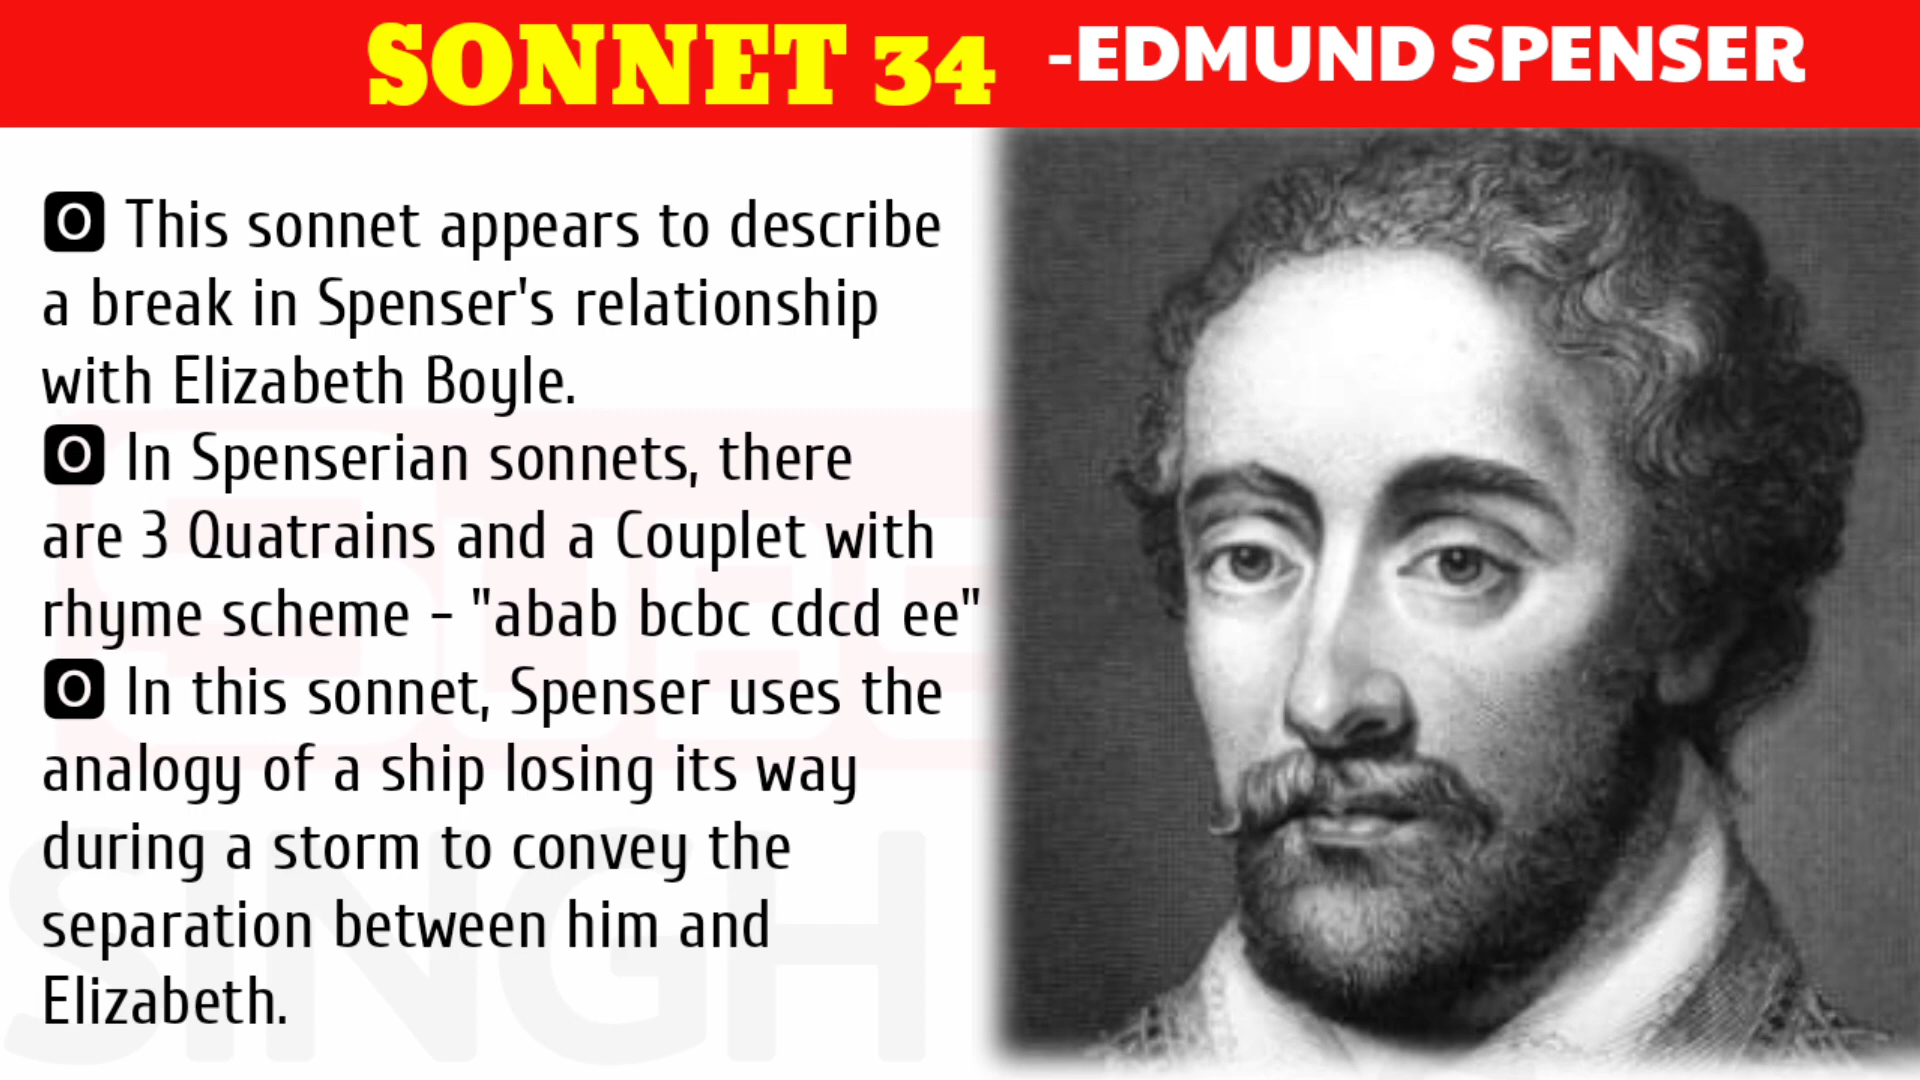 SONNET 34 -EDMUND SPENSER
O This sonnet appears to describe
a break in Spenser's relationship
with Elizabeth Boyle.
O In Spenserian sonnets, there
are 3 Quatrains and a Couplet with
rhyme scheme - "abab bcbc cdcd ee"
O In this sonnet, Spenser uses the
analogy of a ship losing its way
during a storm to convey the
separation between him and
Elizabeth.
SINGH